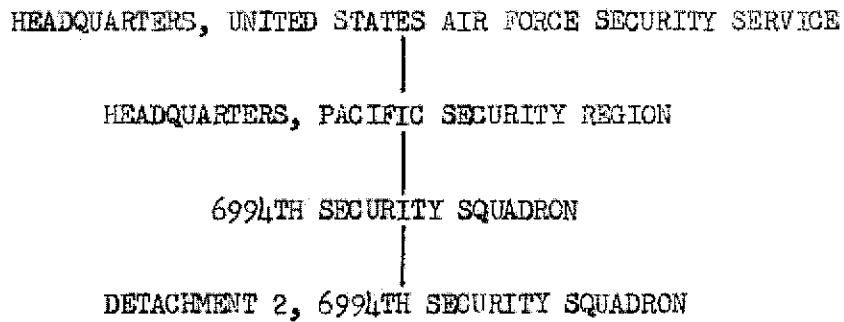 HEADQUARTERS, UNITED STATES AIR FORCE SECURITY SERVICE
HEADQUARTERS, PACIFIC SECURITY REGION
6994TH SECURITY SQUADRON
DETACHMENT 2, 6994TH SECURITY SQUADRON